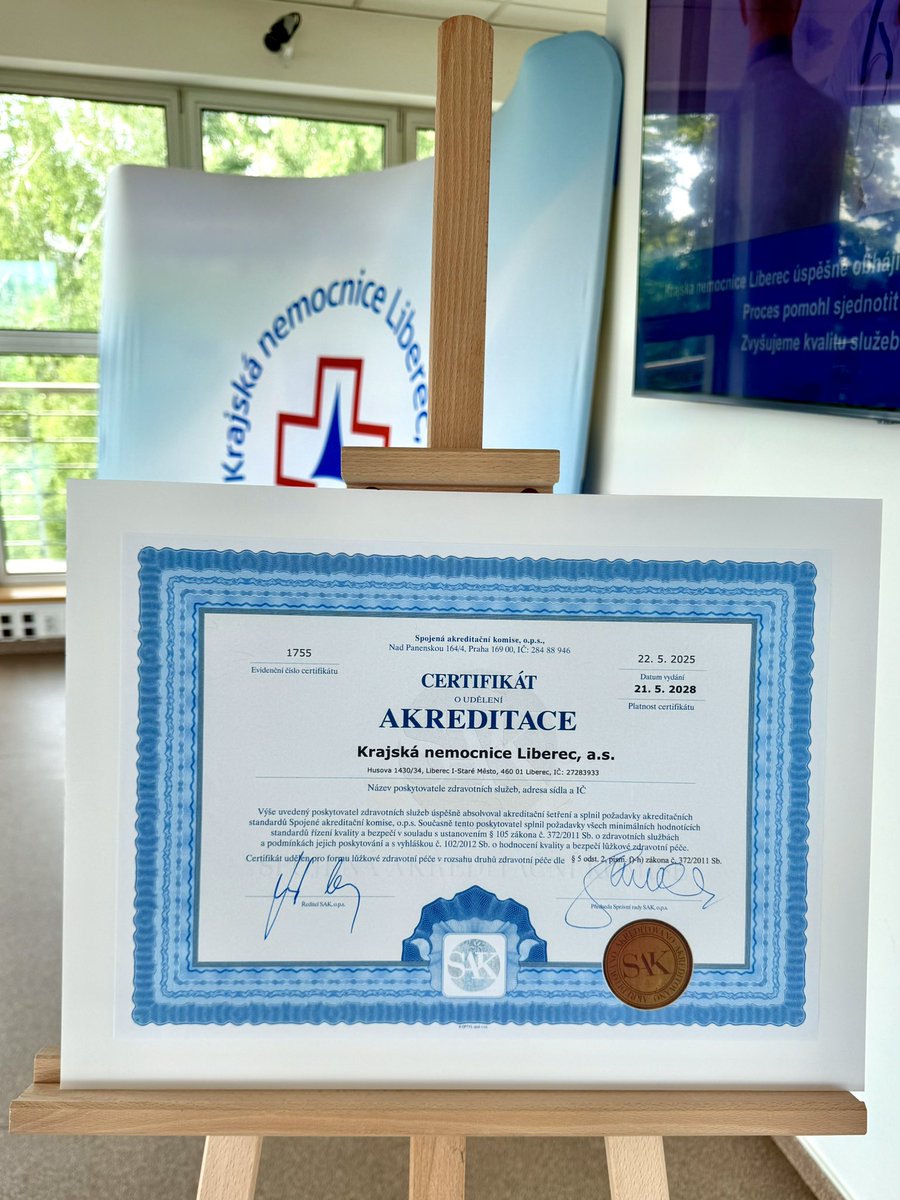 Krajská nemocnice Liberec,
Krajská nemocnice Liberec úspěšně obháji
Proces pomohl sjednotit
Zvyšujeme kvalitu služeb
Spojená akreditační komise, o.p.s.,
Nad Panenskou 164/4, Praha 169 00, IČ: 284 88 946
1755
Evidenční číslo certifikátu
22. 5. 2025
Datum vydání
21. 5. 2028
Platnost certifikátu
CERTIFIKÁT
O UDĚLENÍ
AKREDITACE
Krajská nemocnice Liberec, a.s.
Husova 1430/34, Liberec I-Staré Město, 460 01 Liberec, IČ: 27283933
Název poskytovatele zdravotních služeb, adresa sídla a IČ
Výše uvedený poskytovatel zdravotních služeb úspěšně absolvoval akreditační šetření a splnil požadavky akreditačních
standardů Spojené akreditační komise, o.p.s. Současně tento poskytovatel splnil požadavky všech minimálních hodnotících
standardů řízení kvality a bezpečí v souladu s ustanovením § 105 zákona č. 372/2011 Sb. o zdravotních službách
a podmínkách jejich poskytování a s vyhláškou č. 102/2012 Sb. o hodnocení kvality a bezpečí lůžkové zdravotní péče.
Certifikát udělen pro formu lůžkové zdravotní péče v rozsahu druhů zdravotní péče dle § 5 odst. 2, písm. (-h) zákona č. 372/2011 Sb.
Ředitel SAK, o.p.s.
Předseda Správní rady SAK, o.p.s.
SAK
AKREDITOVÁNO
SAK